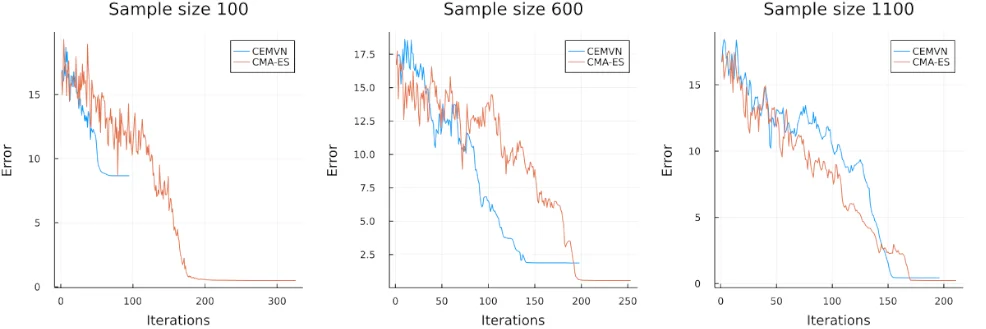 Sample size 100
Sample size 600
Sample size 1100
CEMVN
CMA-ES
CEMVN
CMA-ES
CEMVN
CMA-ES
Error
15
10
5
0
0
100
200
300
Iterations
Error
17.5
15.0
12.5
10.0
7.5
5.0
2.5
0
50
100
150
200
250
Iterations
Error
15
10
5
0
0
50
100
150
200
Iterations